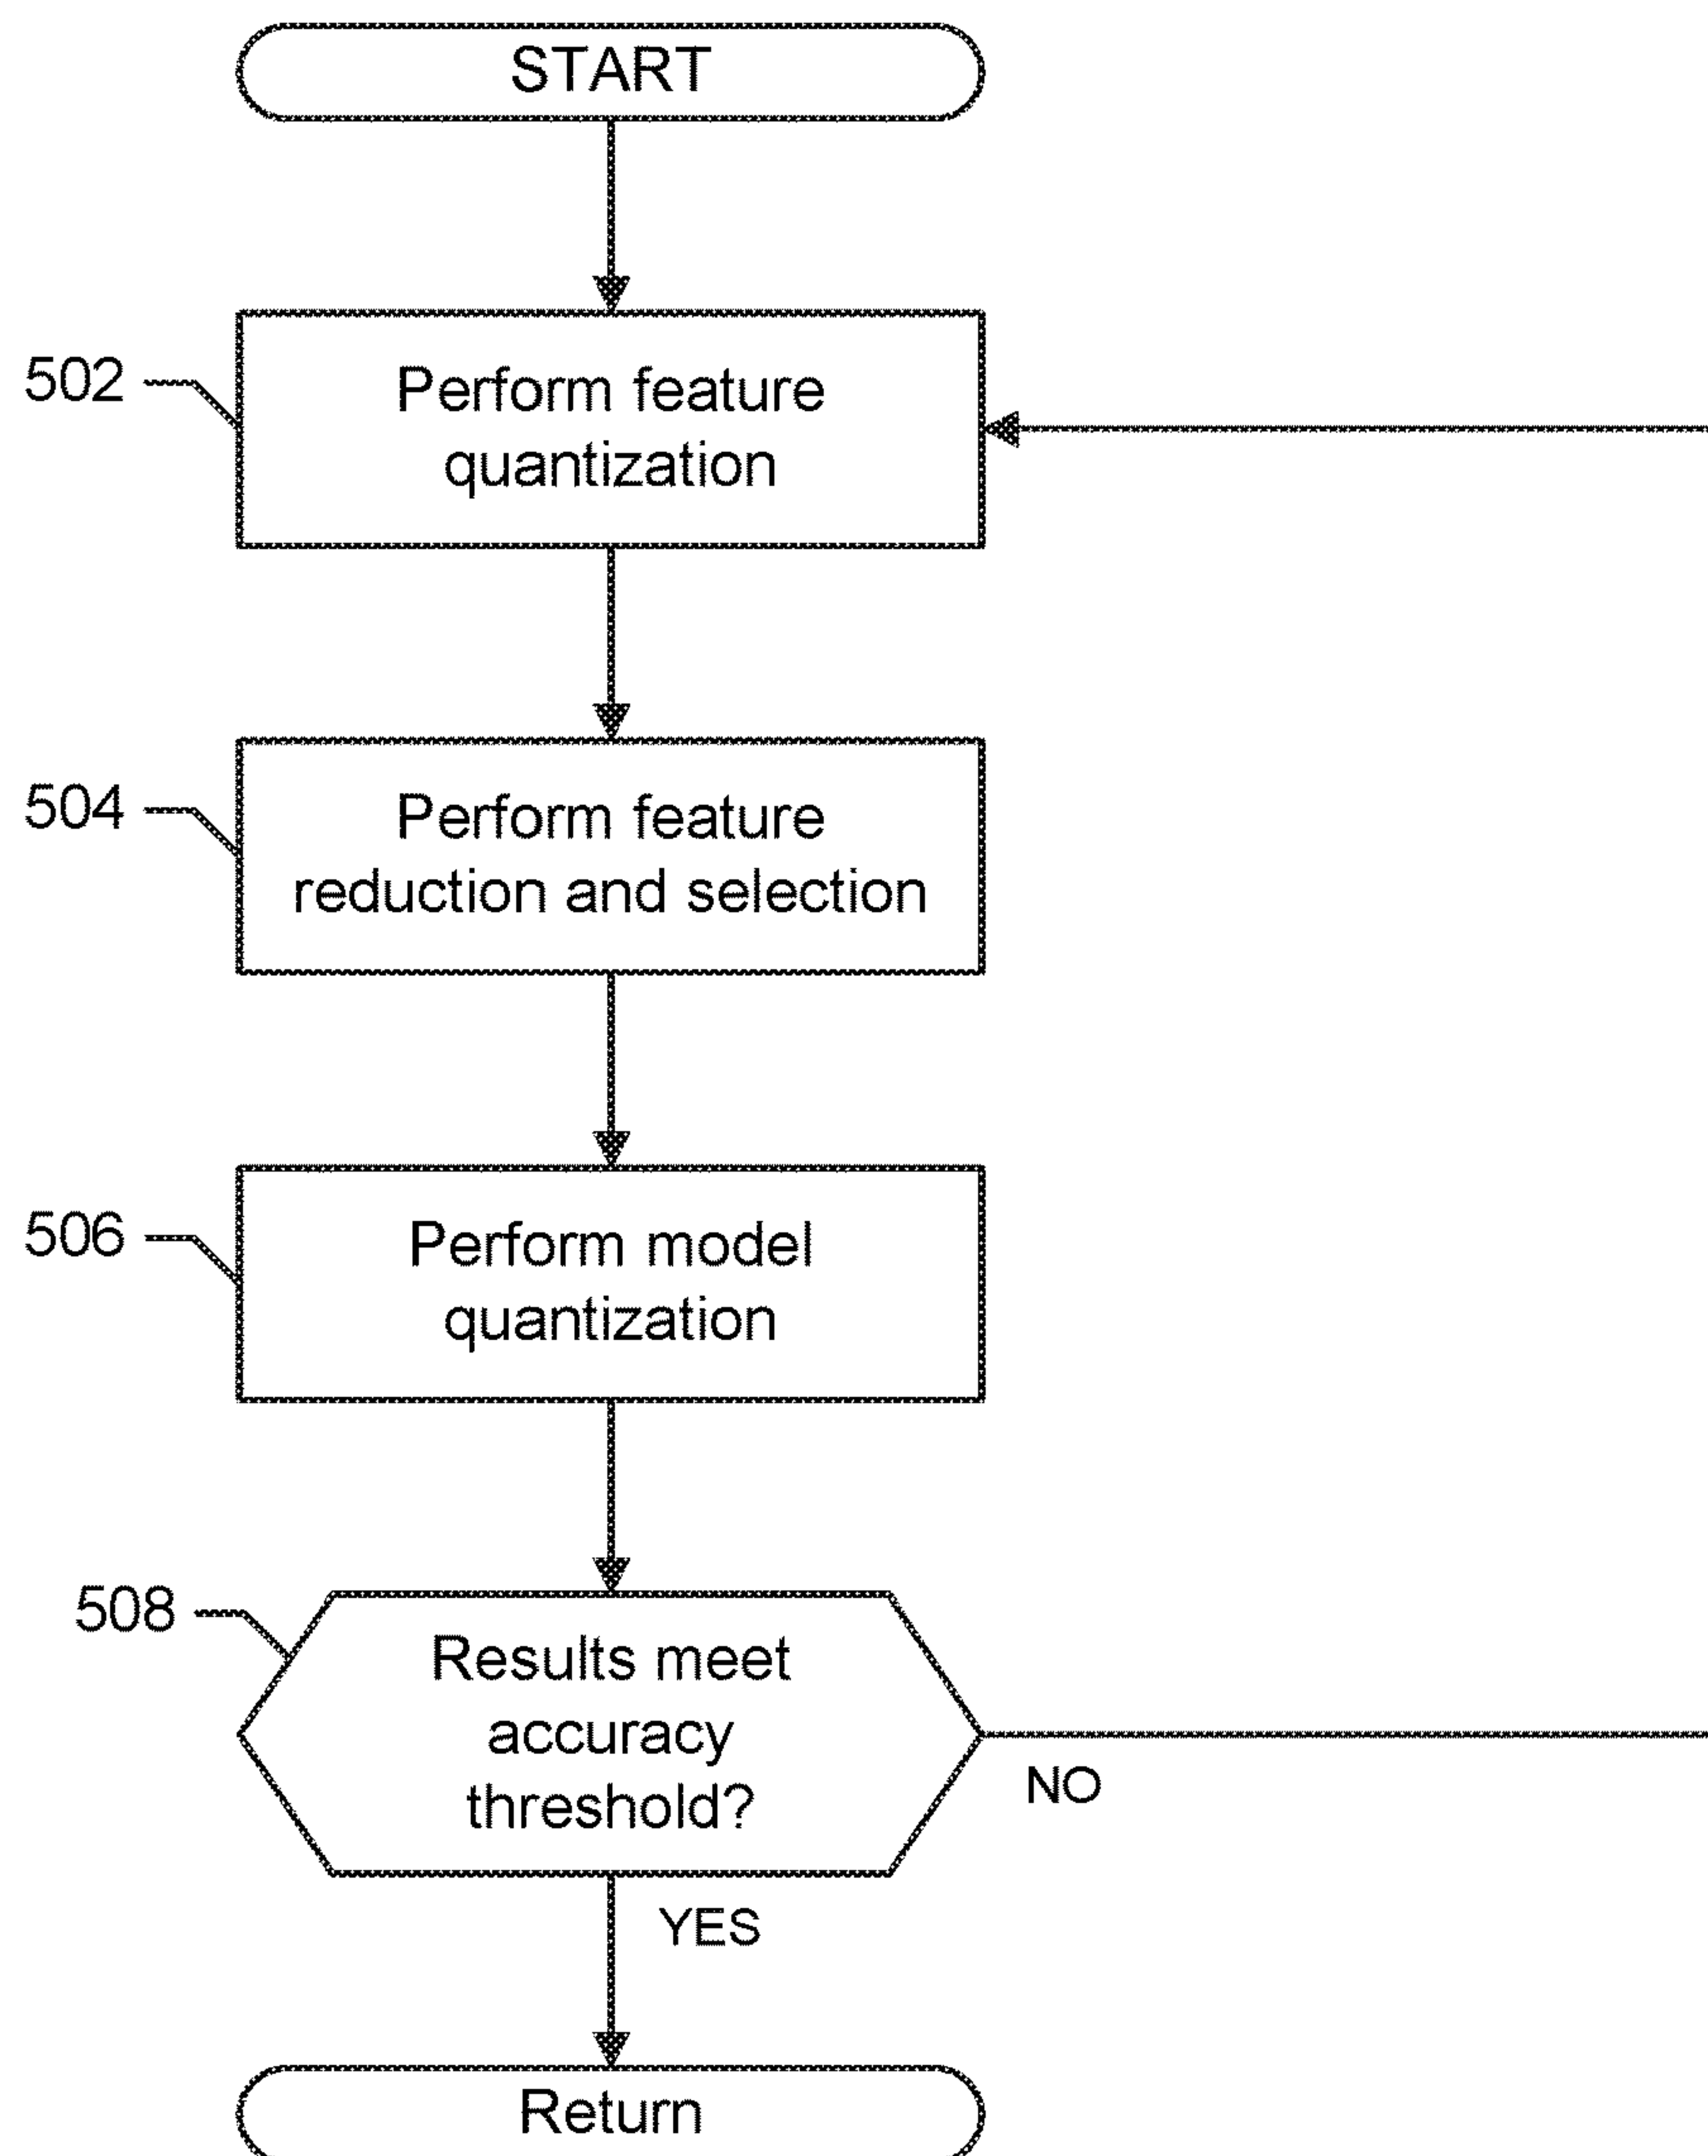 START
502
Perform feature
quantization
504
Perform feature
reduction and selection
506
Perform model
quantization
508
Results meet
accuracy
threshold?
NO
YES
Return